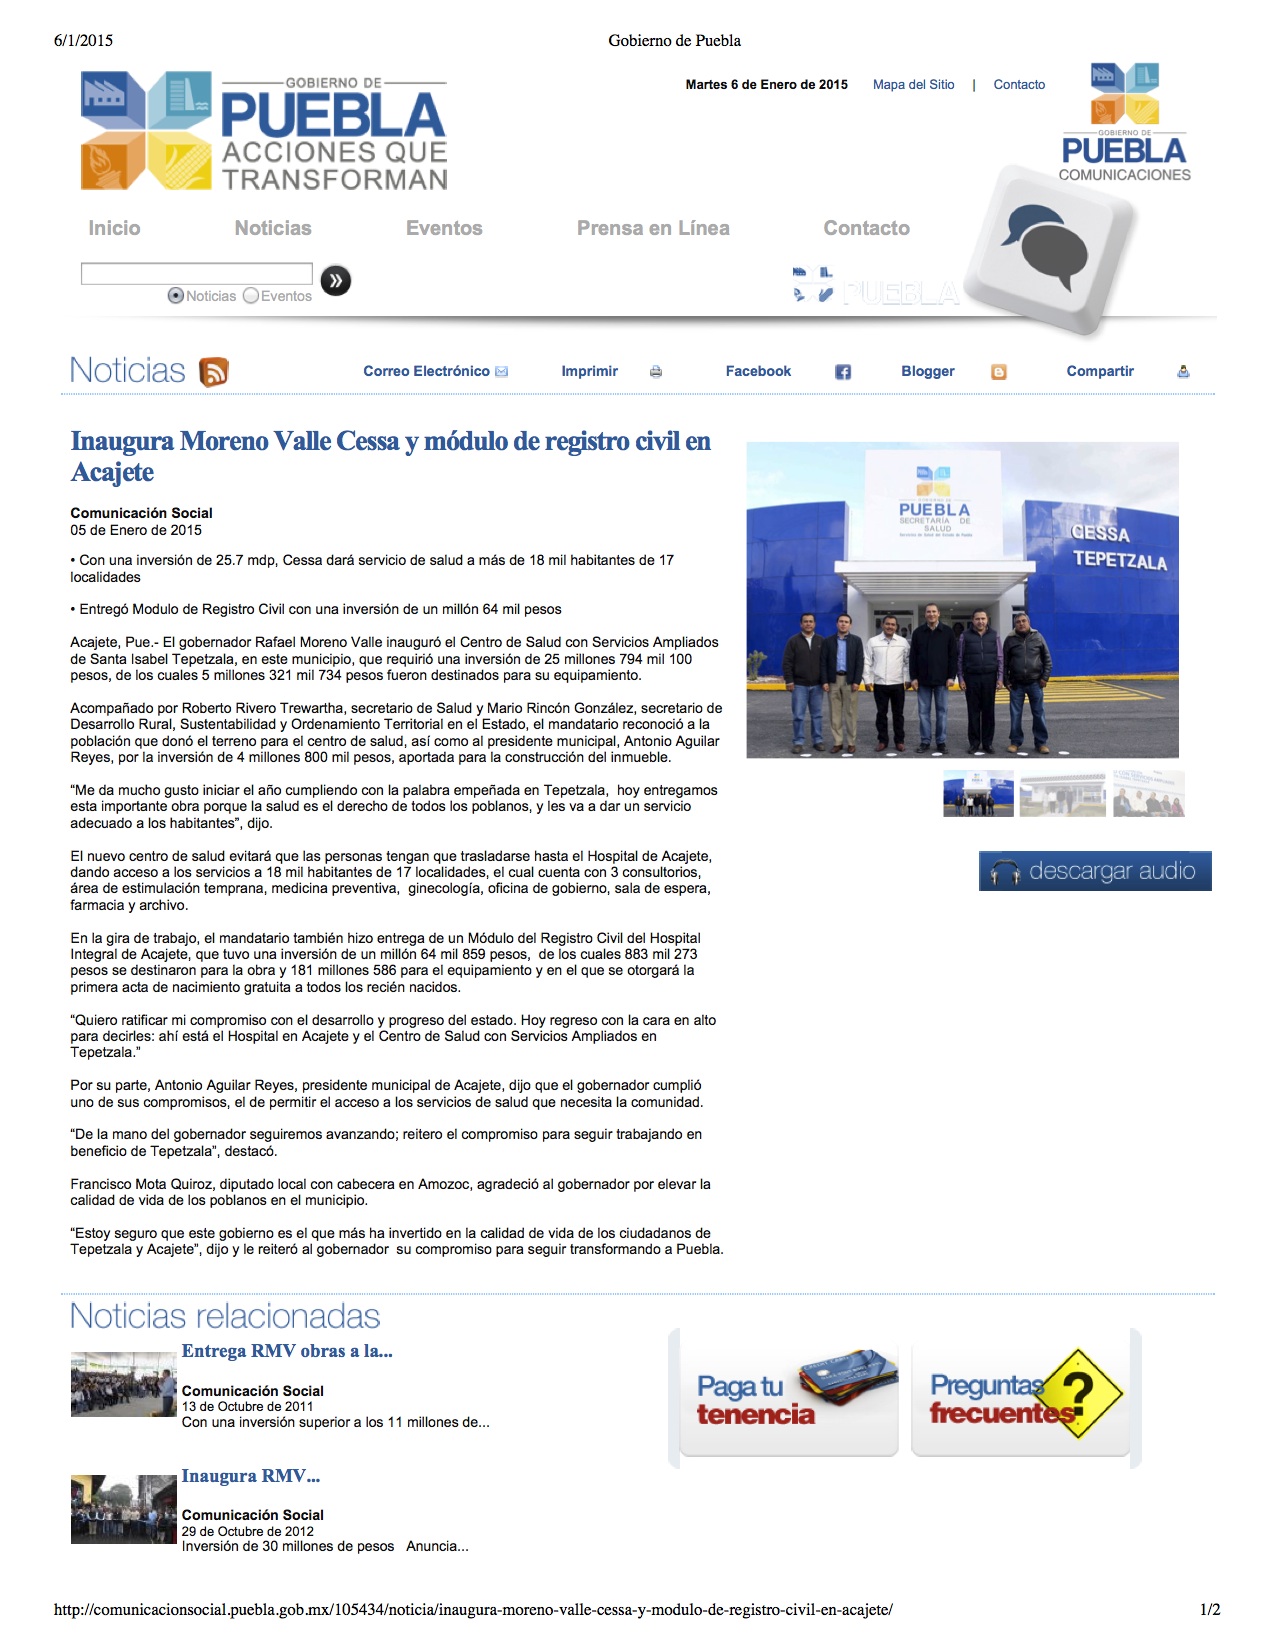 6/1/2015
Gobierno de Puebla
GOBIERNO DE
PUEBLA
ACCIONES QUE
TRANSFORMAN
Martes 6 de Enero de 2015
Mapa del Sitio | Contacto
GOBIERNO DE
PUEBLA
COMUNICACIONES
Inicio
Noticias
Eventos
Prensa en Línea
Contacto
Noticias Eventos
PUEBLA
Noticias
Correo Electrónico
Imprimir
Facebook
Blogger
Compartir
Inaugura Moreno Valle Cessa y módulo de registro civil en
Acajete
Comunicación Social
05 de Enero de 2015
• Con una inversión de 25.7 mdp, Cessa dará servicio de salud a más de 18 mil habitantes de 17
localidades
• Entregó Modulo de Registro Civil con una inversión de un millón 64 mil pesos
Acajete, Pue.- El gobernador Rafael Moreno Valle inauguró el Centro de Salud con Servicios Ampliados
de Santa Isabel Tepetzala, en este municipio, que requirió una inversión de 25 millones 794 mil 100
pesos, de los cuales 5 millones 321 mil 734 pesos fueron destinados para su equipamiento.
Acompañado por Roberto Rivero Trewartha, secretario de Salud y Mario Rincón González, secretario de
Desarrollo Rural, Sustentabilidad y Ordenamiento Territorial en el Estado, el mandatario reconoció a la
población que donó el terreno para el centro de salud, así como al presidente municipal, Antonio Aguilar
Reyes, por la inversión de 4 millones 800 mil pesos, aportada para la construcción del inmueble.
“Me da mucho gusto iniciar el año cumpliendo con la palabra empeñada en Tepetzala,  hoy entregamos
esta importante obra porque la salud es el derecho de todos los poblanos, y les va a dar un servicio
adecuado a los habitantes”, dijo.
El nuevo centro de salud evitará que las personas tengan que trasladarse hasta el Hospital de Acajete,
dando acceso a los servicios a 18 mil habitantes de 17 localidades, el cual cuenta con 3 consultorios,
área de estimulación temprana, medicina preventiva,  ginecología, oficina de gobierno, sala de espera,
farmacia y archivo.
En la gira de trabajo, el mandatario también hizo entrega de un Módulo del Registro Civil del Hospital
Integral de Acajete, que tuvo una inversión de un millón 64 mil 859 pesos,  de los cuales 883 mil 273
pesos se destinaron para la obra y 181 millones 586 para el equipamiento y en el que se otorgará la
primera acta de nacimiento gratuita a todos los recién nacidos.
“Quiero ratificar mi compromiso con el desarrollo y progreso del estado. Hoy regreso con la cara en alto
para decirles: ahí está el Hospital en Acajete y el Centro de Salud con Servicios Ampliados en
Tepetzala.”
Por su parte, Antonio Aguilar Reyes, presidente municipal de Acajete, dijo que el gobernador cumplió
uno de sus compromisos, el de permitir el acceso a los servicios de salud que necesita la comunidad.
“De la mano del gobernador seguiremos avanzando; reitero el compromiso para seguir trabajando en
beneficio de Tepetzala”, destacó.
Francisco Mota Quiroz, diputado local con cabecera en Amozoc, agradeció al gobernador por elevar la
calidad de vida de los poblanos en el municipio.
“Estoy seguro que este gobierno es el que más ha invertido en la calidad de vida de los ciudadanos de
Tepetzala y Acajete”, dijo y le reiteró al gobernador  su compromiso para seguir transformando a Puebla.
GOBIERNO DE
PUEBLA
SECRETARÍA DE
SALUD
Servicios de Salud del Estado de Puebla
CESSA
TEPETZALA
descargar audio
Noticias relacionadas
Entrega RMV obras a la...
Comunicación Social
13 de Octubre de 2011
Con una inversión superior a los 11 millones de...
Inaugura RMV...
Comunicación Social
29 de Octubre de 2012
Inversión de 30 millones de pesos   Anuncia...
Paga tu
tenencia
Preguntas
frecuentes
?
http://comunicacionsocial.puebla.gob.mx/105434/noticia/inaugura-moreno-valle-cessa-y-modulo-de-registro-civil-en-acajete/
1/2